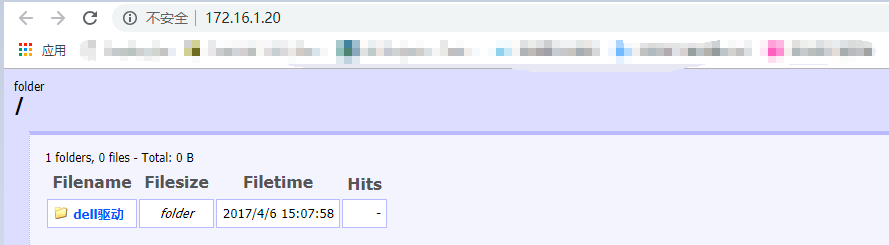 不安全 | 172.16.1.20
应用
folder
/
1 folders, 0 files - Total: 0 B
Filename Filesize Filetime Hits
dell驱动 folder 2017/4/6 15:07:58 -